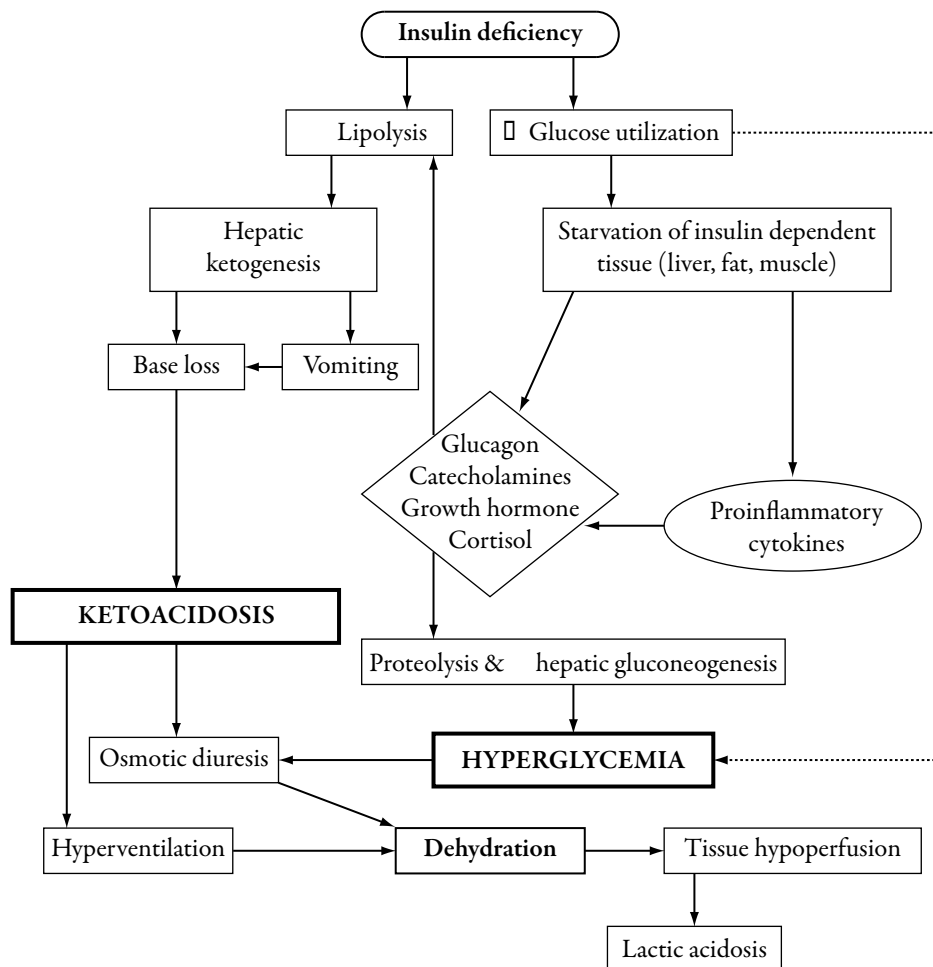 Insulin deficiency
Lipolysis
Glucose utilization
Hepatic
ketogenesis
Starvation of insulin dependent
tissue (liver, fat, muscle)
Base loss
Vomiting
Glucagon
Catecholamines
Growth hormone
Cortisol
Proinflammatory
cytokines
KETOACIDOSIS
Proteolysis & hepatic gluconeogenesis
Osmotic diuresis
HYPERGLYCEMIA
Hyperventilation
Dehydration
Tissue hypoperfusion
Lactic acidosis